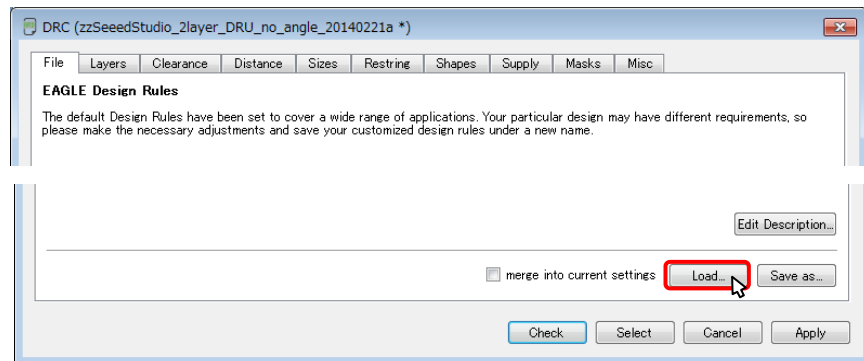 DRC (zzSeeedStudio_2layer_DRU_no_angle_20140221a *)
File Layers Clearance Distance Sizes Restring Shapes Supply Masks Misc
EAGLE Design Rules
The default Design Rules have been set to cover a wide range of applications. Your particular design may have different requirements, so
please make the necessary adjustments and save your customized design rules under a new name.
Edit Description...
merge into current settings Load... Save as...
Check Select Cancel Apply